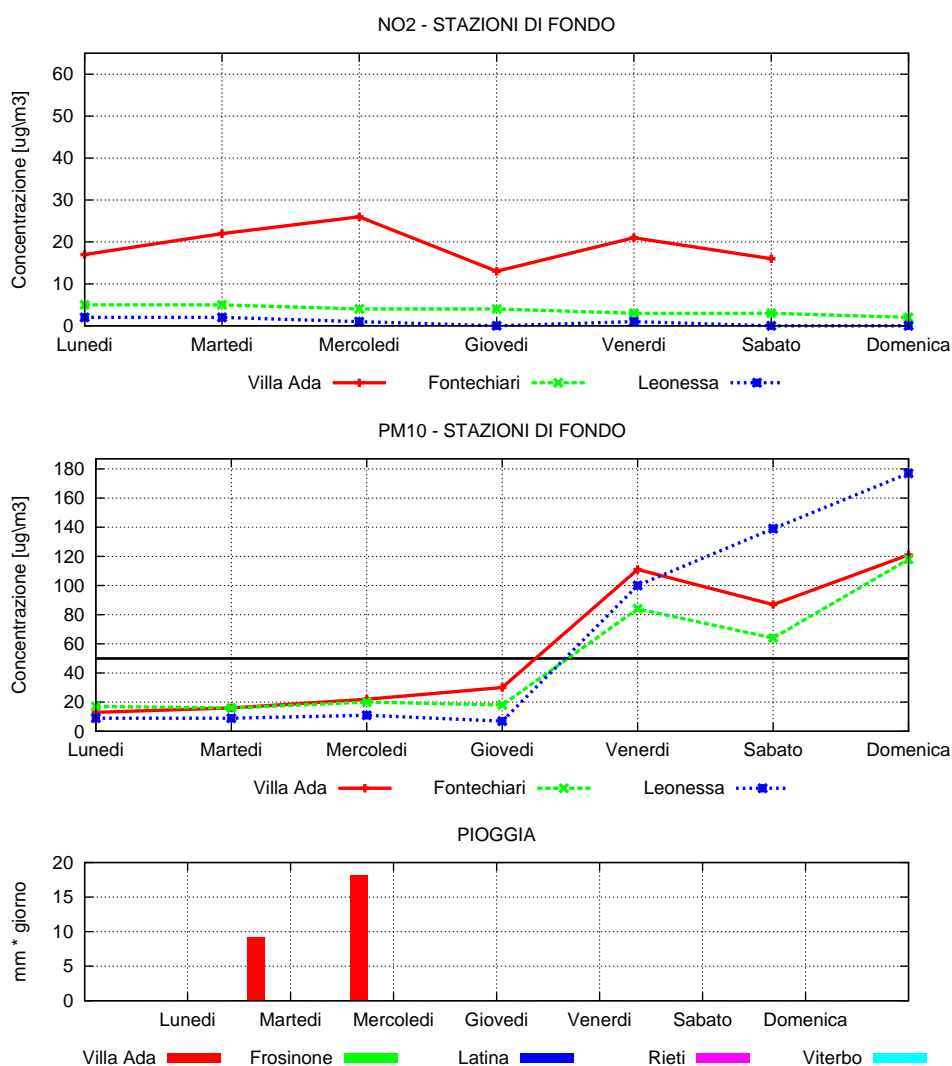 NO2 - STAZIONI DI FONDO
Concentrazione [ug\m3]
60
50
40
30
20
10
0
Lunedi Martedi Mercoledi Giovedi Venerdi Sabato Domenica
Villa Ada Fontechiari Leonessa
PM10 - STAZIONI DI FONDO
Concentrazione [ug\m3]
180
160
140
120
100
80
60
40
20
0
Lunedi Martedi Mercoledi Giovedi Venerdi Sabato Domenica
Villa Ada Fontechiari Leonessa
PIOGGIA
mm * giorno
20
15
10
5
0
Lunedi Martedi Mercoledi Giovedi Venerdi Sabato Domenica
Villa Ada Frosinone Latina Rieti Viterbo